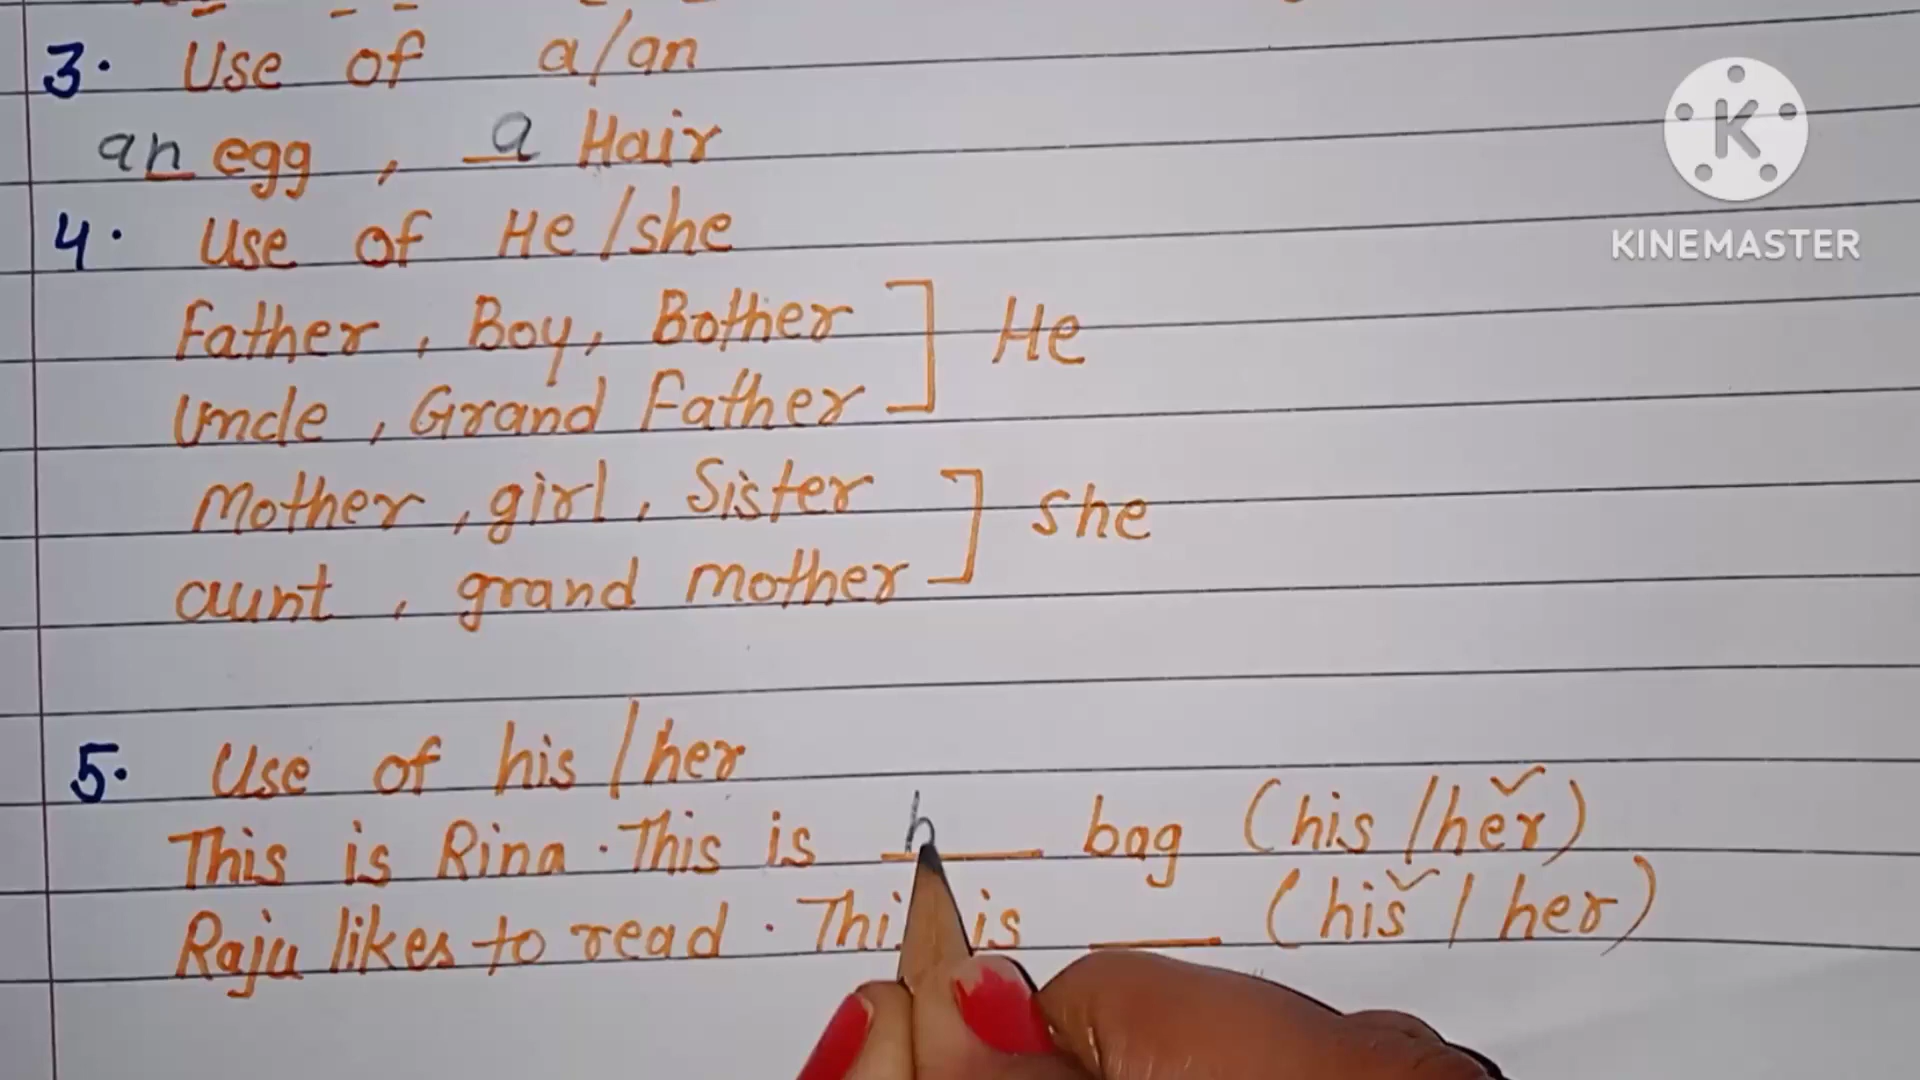 3. Use of a/an
an egg, a Hair
4. Use of He/she
Father, Boy, Bother
Uncle, Grand Father
] He
Mother, girl, Sister
aunt, grand mother
] she
5. Use of his/her
This is Rina. This is h___ bag (his/her)
Raju likes to read. This is ___ (his/her)
K
KINEMASTER